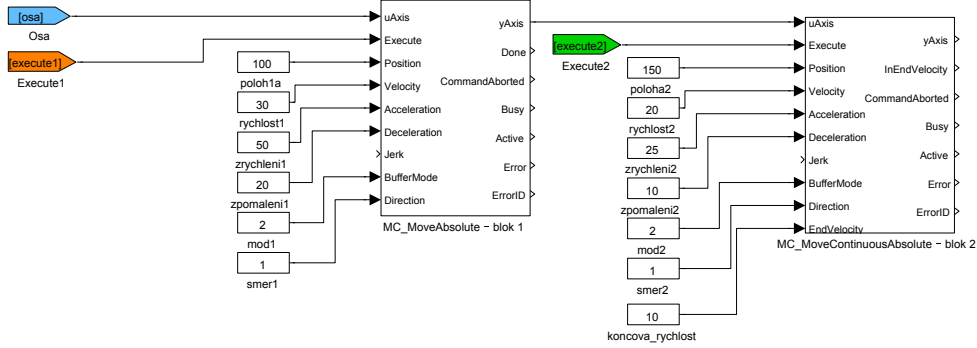 [osa]
Osa
[execute1]
Execute1
100
poloh1a
30
rychlost1
50
zrychleni1
20
zpomaleni1
2
mod1
1
smer1
uAxis
Execute
Position
Velocity
Acceleration
Deceleration
Jerk
BufferMode
Direction
yAxis
Done
CommandAborted
Busy
Active
Error
ErrorID
MC_MoveAbsolute – blok 1
[execute2]
Execute2
150
poloha2
20
rychlost2
25
zrychleni2
10
zpomaleni2
2
mod2
1
smer2
10
koncova_rychlost
uAxis
Execute
Position
Velocity
Acceleration
Deceleration
Jerk
BufferMode
Direction
EndVelocity
yAxis
InEndVelocity
CommandAborted
Busy
Active
Error
ErrorID
MC_MoveContinuousAbsolute – blok 2